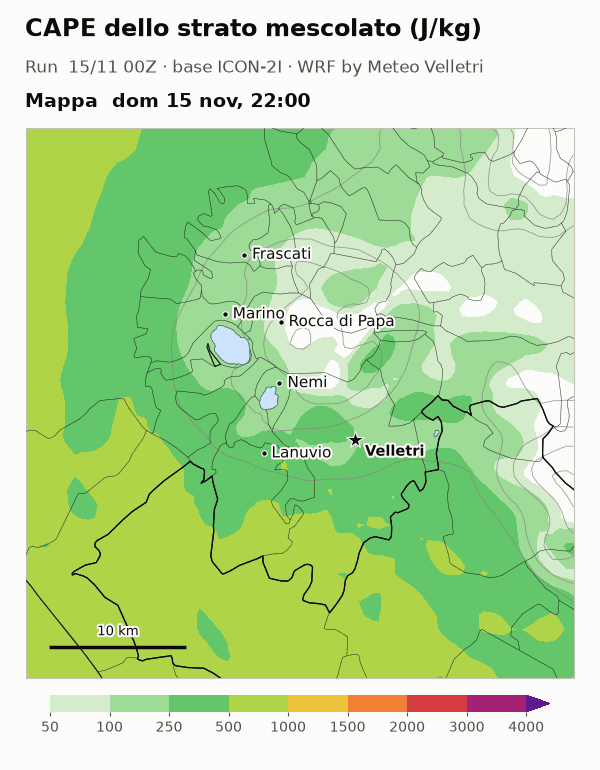 CAPE dello strato mescolato (J/kg)
Run  15/11 00Z · base ICON-2I · WRF by Meteo Velletri
Mappa  dom 15 nov, 22:00
Frascati
Marino
Rocca di Papa
Nemi
Velletri
Lanuvio
10 km
50 100 250 500 1000 1500 2000 3000 4000